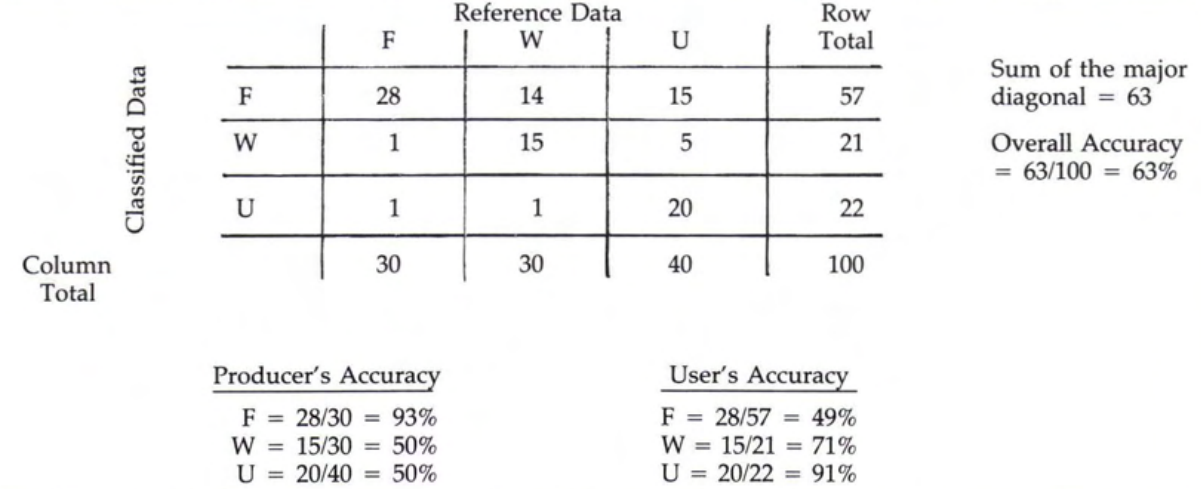 Reference Data
Row
F W U Total
Classified Data
F 28 14 15 57
W 1 15 5 21
U 1 1 20 22
Column
Total
30 30 40 100
Sum of the major
diagonal = 63
Overall Accuracy
= 63/100 = 63%
Producer's Accuracy
F = 28/30 = 93%
W = 15/30 = 50%
U = 20/40 = 50%
User's Accuracy
F = 28/57 = 49%
W = 15/21 = 71%
U = 20/22 = 91%